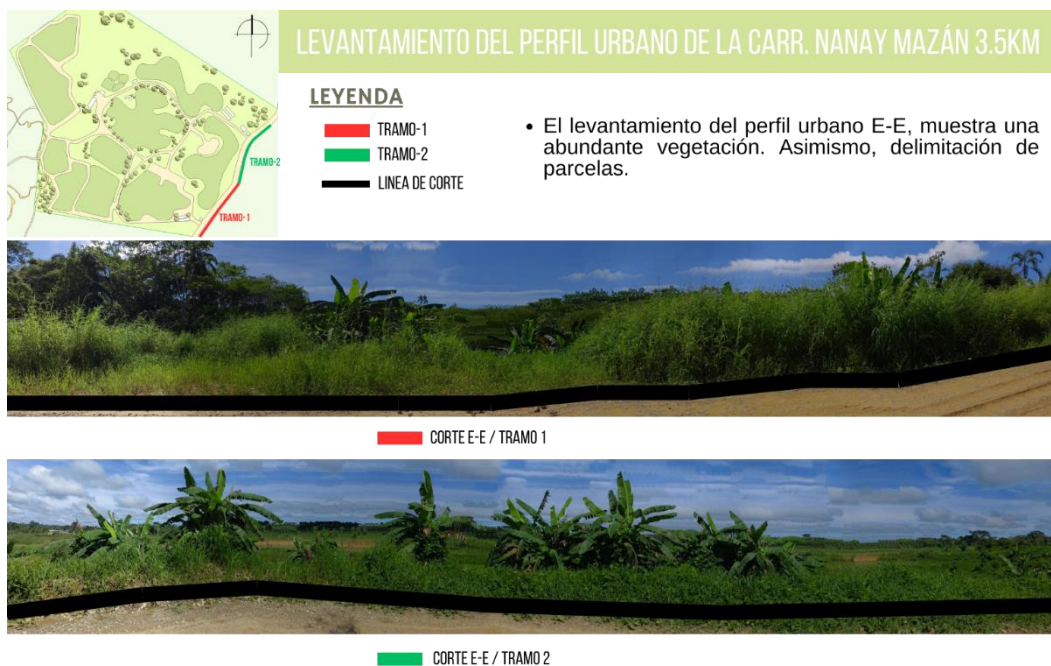 LEVANTAMIENTO DEL PERFIL URBANO DE LA CARR. NANAY MAZÁN 3.5KM
LEYENDA
TRAMO-1
TRAMO-2
LINEA DE CORTE
• El levantamiento del perfil urbano E-E, muestra una
abundante vegetación. Asimismo, delimitación de
parcelas.
TRAMO-2
TRAMO-1
CORTE E-E / TRAMO 1
CORTE E-E / TRAMO 2